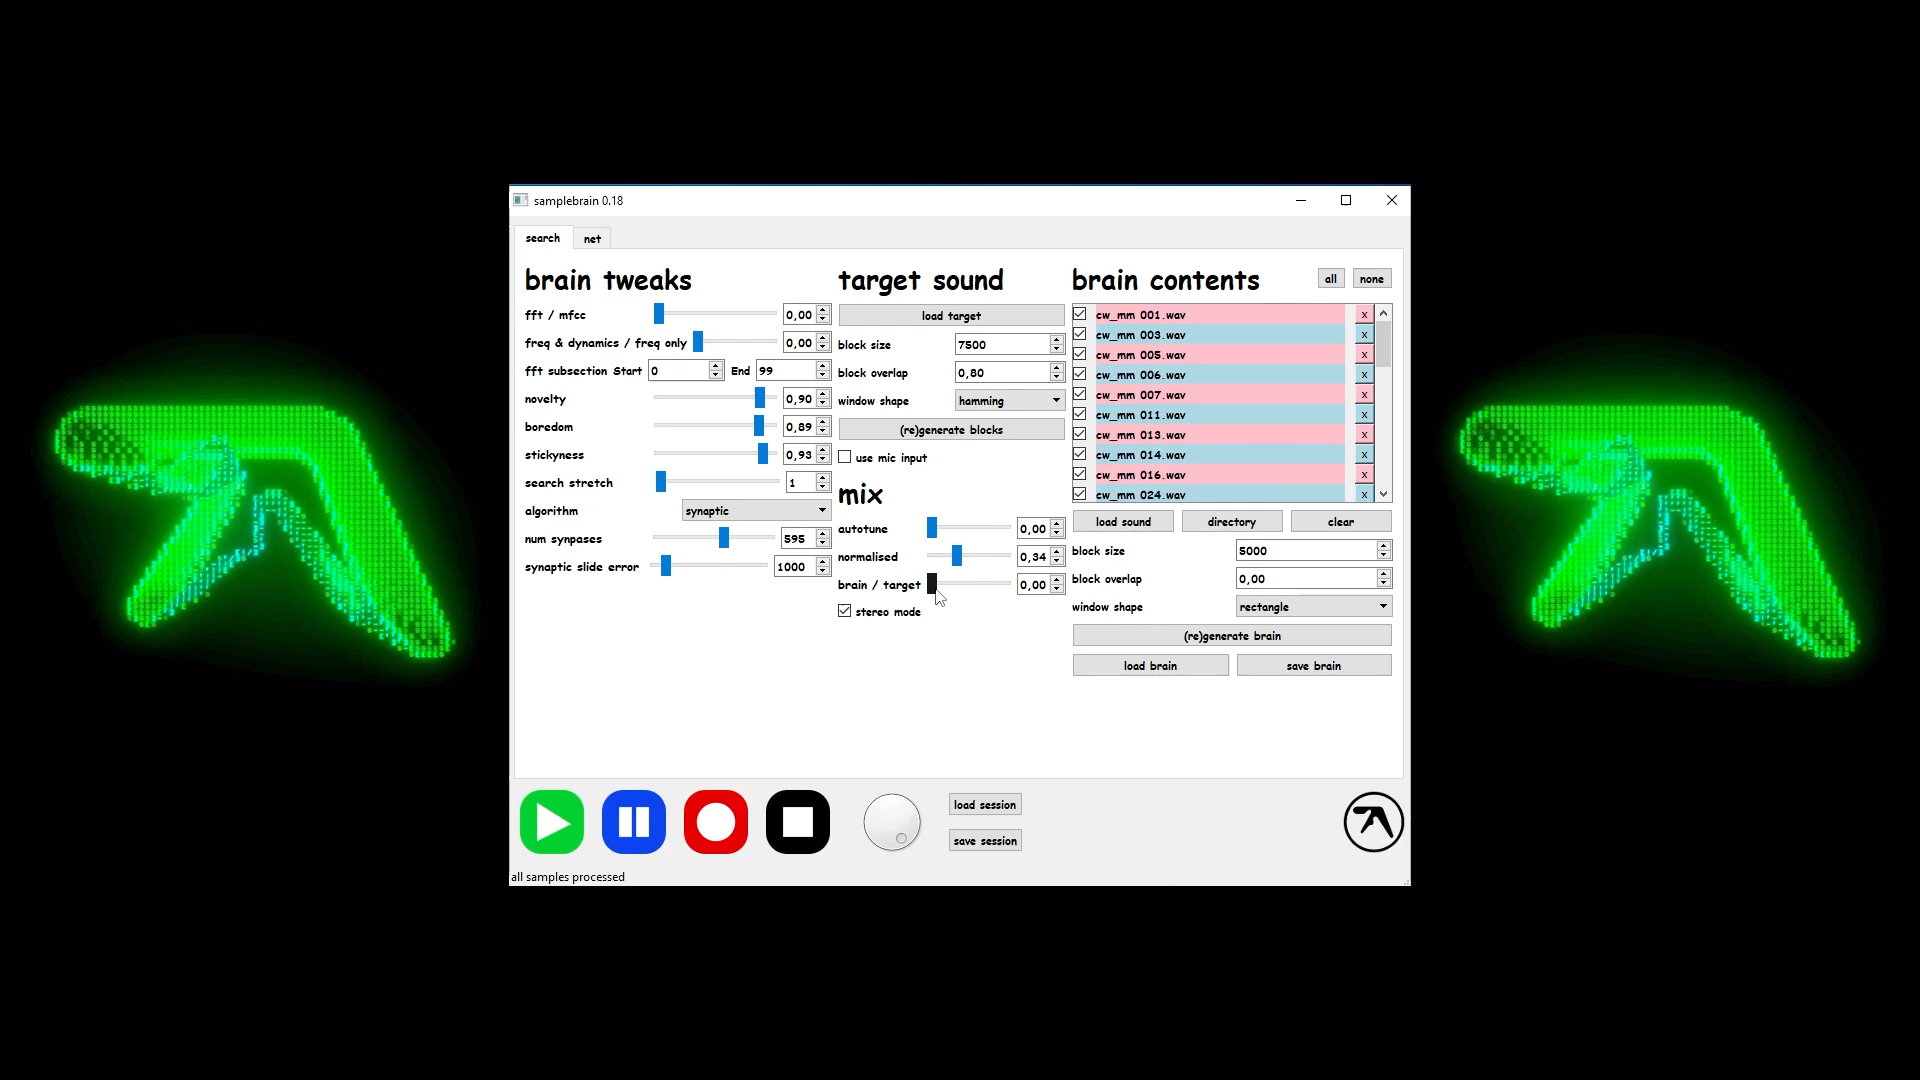 samplebrain 0.18
search
net
brain tweaks
fft / mfcc
0,00
freq & dynamics / freq only
0,00
fft subsection Start
0
End
99
novelty
0,90
boredom
0,89
stickyness
0,93
search stretch
1
algorithm
synaptic
num synpases
595
synaptic slide error
1000
target sound
load target
block size
7500
block overlap
0,80
window shape
hamming
(re)generate blocks
use mic input
mix
autotune
0,00
normalised
0,34
brain / target
0,00
stereo mode
brain contents
all
none
cw_mm 001.wav
x
cw_mm 003.wav
x
cw_mm 005.wav
x
cw_mm 006.wav
x
cw_mm 007.wav
x
cw_mm 011.wav
x
cw_mm 013.wav
x
cw_mm 014.wav
x
cw_mm 016.wav
x
cw_mm 024.wav
x
load sound
directory
clear
block size
5000
block overlap
0,00
window shape
rectangle
(re)generate brain
load brain
save brain
load session
save session
all samples processed